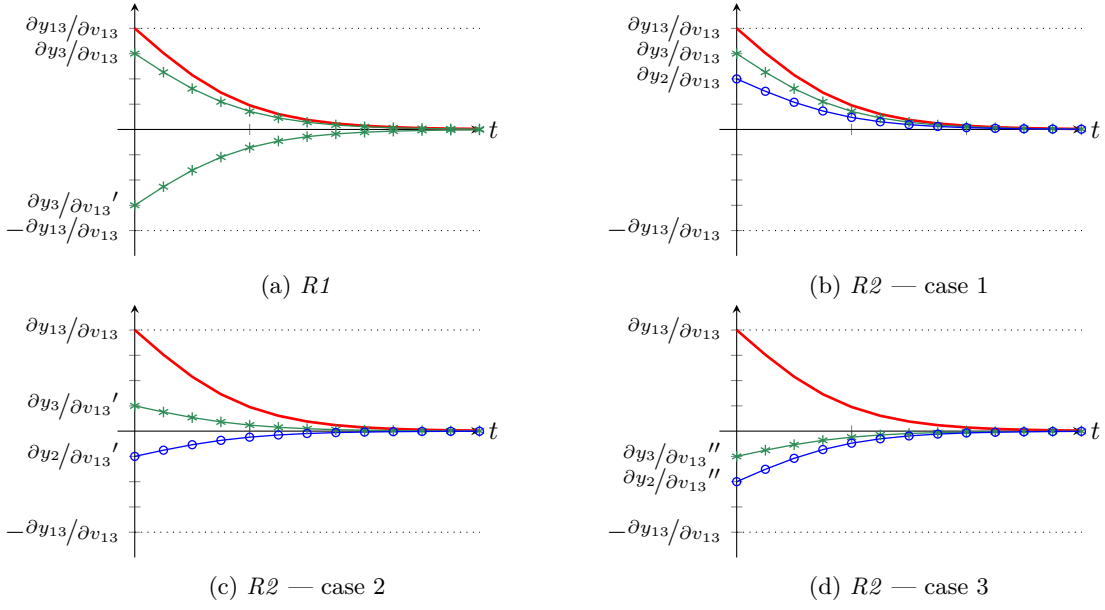 ∂y₁₃/∂v₁₃
∂y₃/∂v₁₃
t
∂y₃/∂v₁₃′
−∂y₁₃/∂v₁₃
(a) R1
∂y₁₃/∂v₁₃
∂y₃/∂v₁₃
∂y₂/∂v₁₃
t
−∂y₁₃/∂v₁₃
(b) R2 — case 1
∂y₁₃/∂v₁₃
∂y₃/∂v₁₃′
t
∂y₂/∂v₁₃′
−∂y₁₃/∂v₁₃
(c) R2 — case 2
∂y₁₃/∂v₁₃
t
∂y₃/∂v₁₃″
∂y₂/∂v₁₃″
−∂y₁₃/∂v₁₃
(d) R2 — case 3